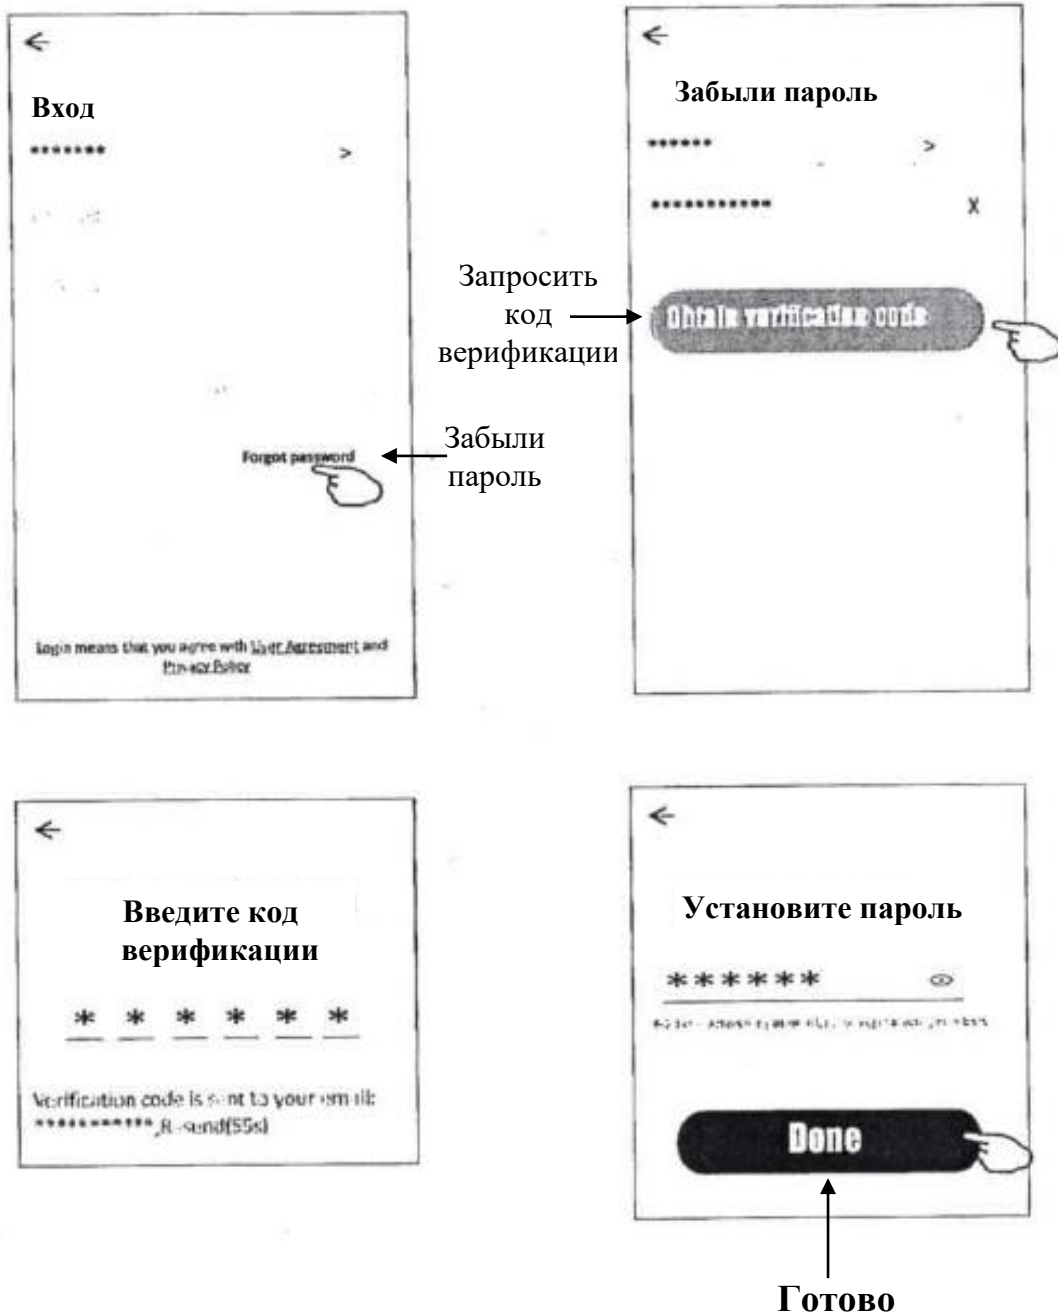 ←
Вход
******* >
Forgot password
Login means that you agree with User Agreement and
Privacy Policy
Запросить
код
верификации
Забыли
пароль
←
Забыли пароль
****** >
*********** X
Obtain verification code
←
Введите код
верификации
* * * * * *
Verification code is sent to your email:
***********,Resend(55s)
←
Установите пароль
******
Done
Готово